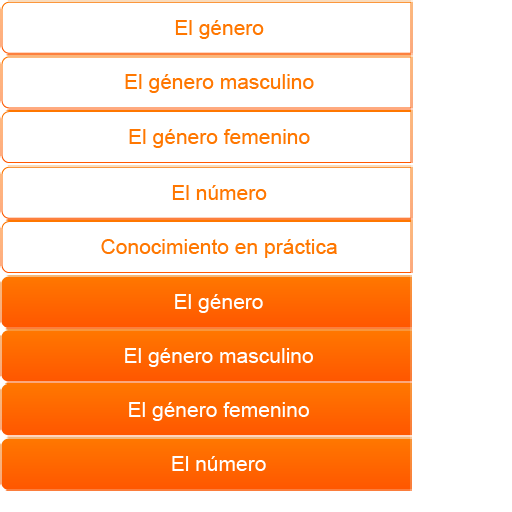 El género
El género masculino
El género femenino
El número
Conocimiento en práctica
El género
El género masculino
El género femenino
El número